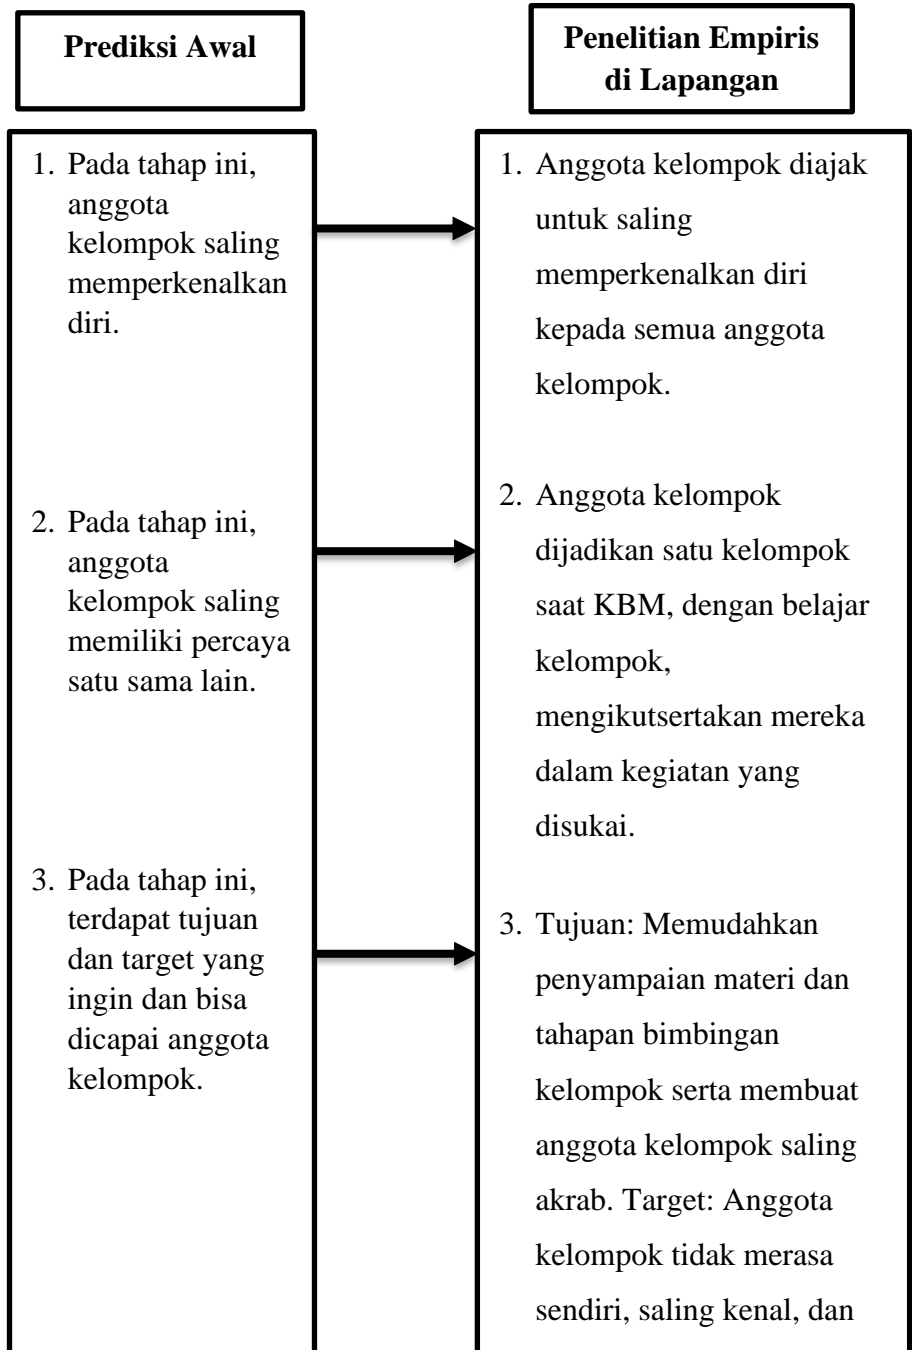 Prediksi Awal
Penelitian Empiris
di Lapangan
1. Pada tahap ini,
anggota
kelompok saling
memperkenalkan
diri.
2. Pada tahap ini,
anggota
kelompok saling
memiliki percaya
satu sama lain.
3. Pada tahap ini,
terdapat tujuan
dan target yang
ingin dan bisa
dicapai anggota
kelompok.
1. Anggota kelompok diajak
untuk saling
memperkenalkan diri
kepada semua anggota
kelompok.
2. Anggota kelompok
dijadikan satu kelompok
saat KBM, dengan belajar
kelompok,
mengikutsertakan mereka
dalam kegiatan yang
disukai.
3. Tujuan: Memudahkan
penyampaian materi dan
tahapan bimbingan
kelompok serta membuat
anggota kelompok saling
akrab. Target: Anggota
kelompok tidak merasa
sendiri, saling kenal, dan